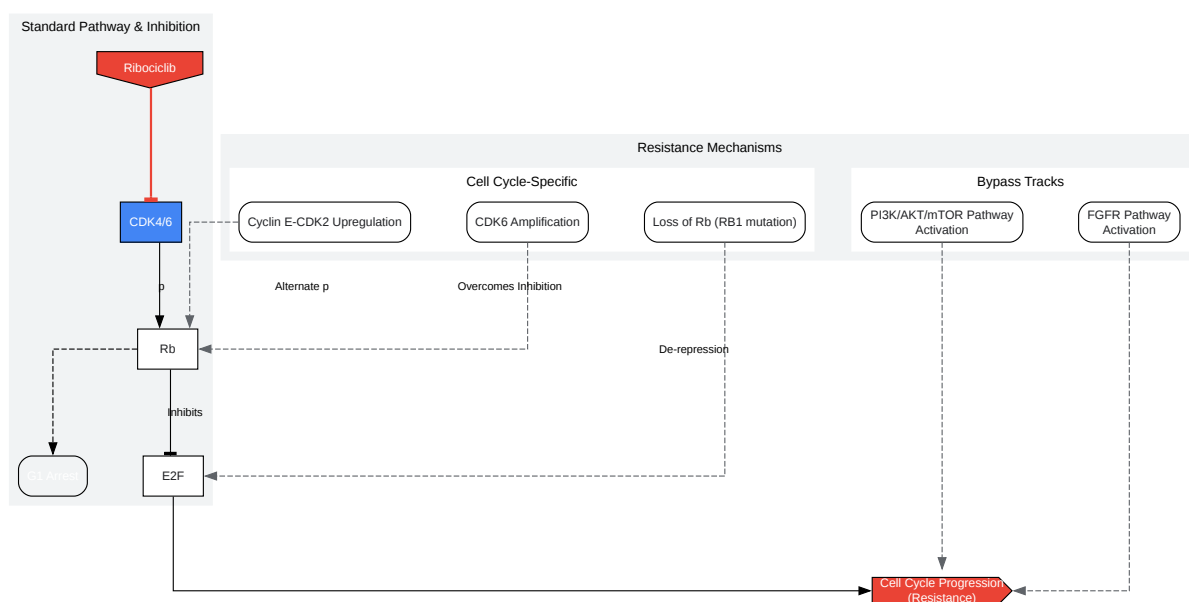 Standard Pathway & Inhibition
Ribociclib
Resistance Mechanisms
Cell Cycle-Specific
Bypass Tracks
CDK4/6
Cyclin E-CDK2 Upregulation
CDK6 Amplification
Loss of Rb (RB1 mutation)
PI3K/AKT/mTOR Pathway
Activation
FGFR Pathway
Activation
p
Alternate p
Overcomes Inhibition
Rb
De-repression
Inhibits
G1 Arrest
E2F
Cell Cycle Progression
(Resistance)